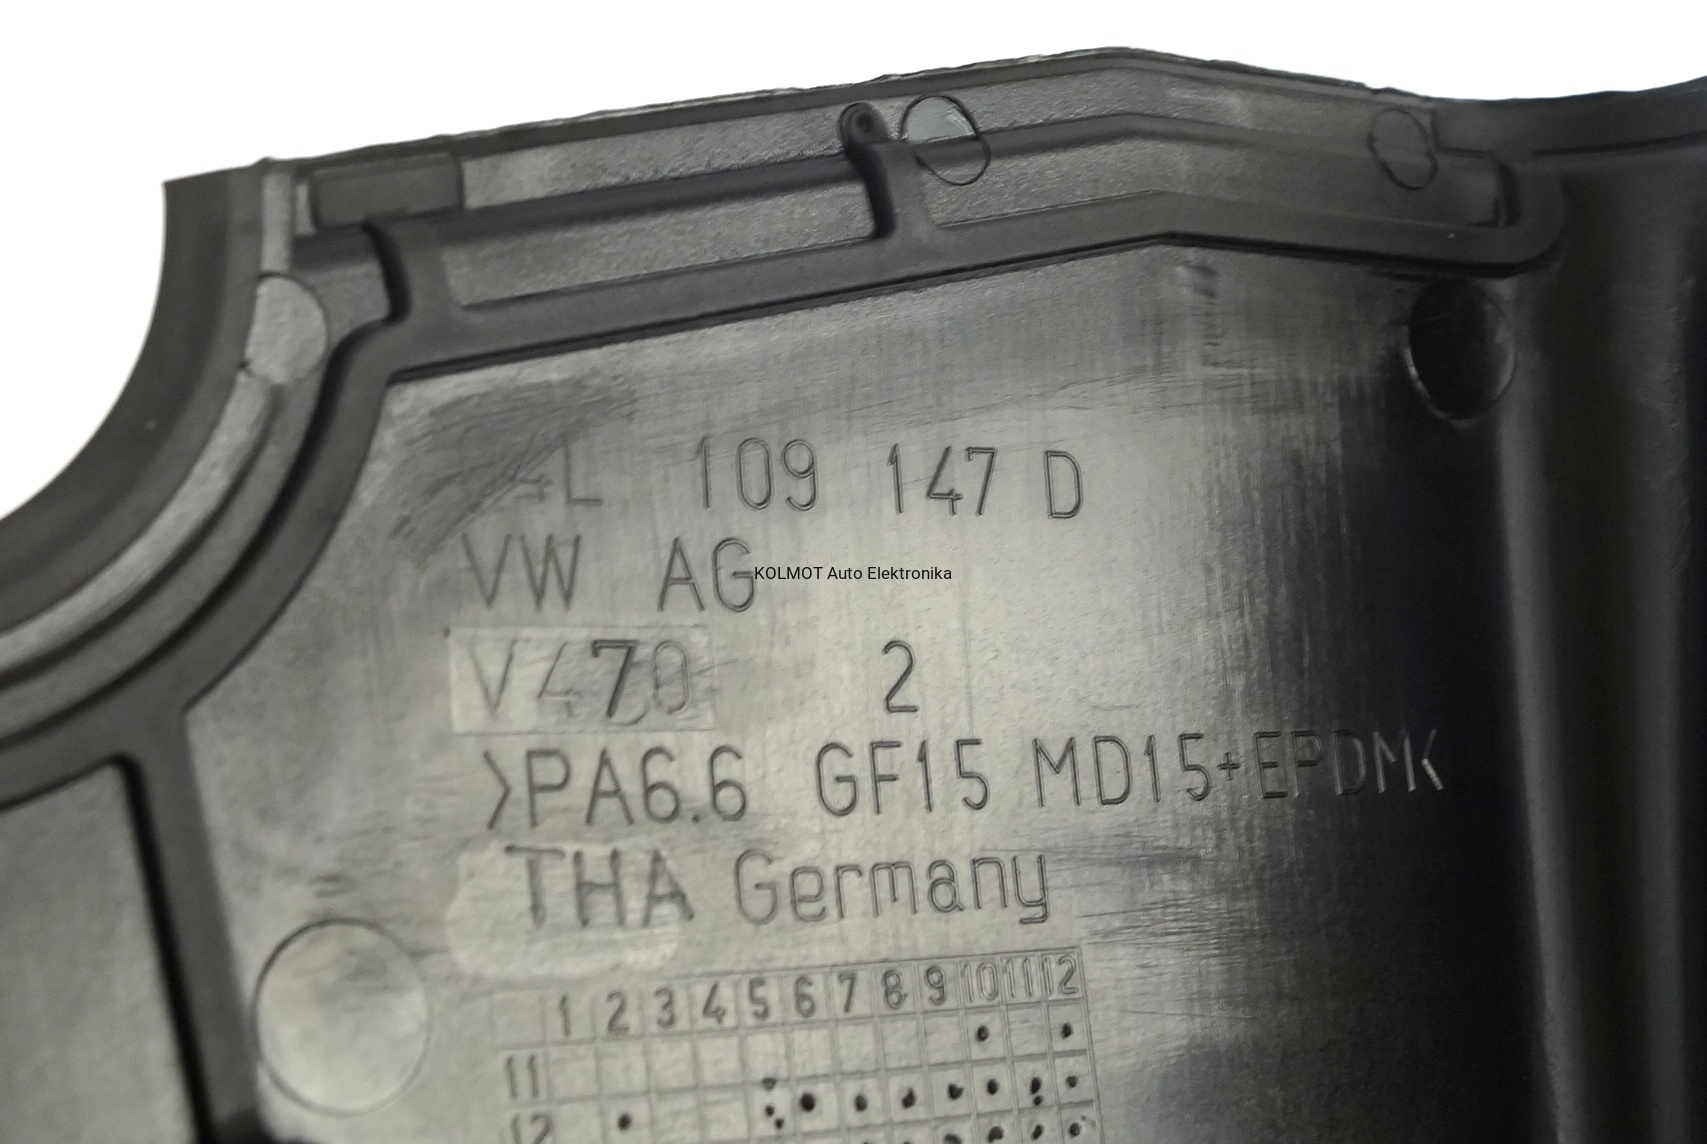 4L 109 147 D
VW AG
KOLMOT Auto Elektronika
V470 2
>PA6.6 GF15 MD15+EPDM<
THA Germany
1 2 3 4 5 6 7 8 9 10 11 12
11
12